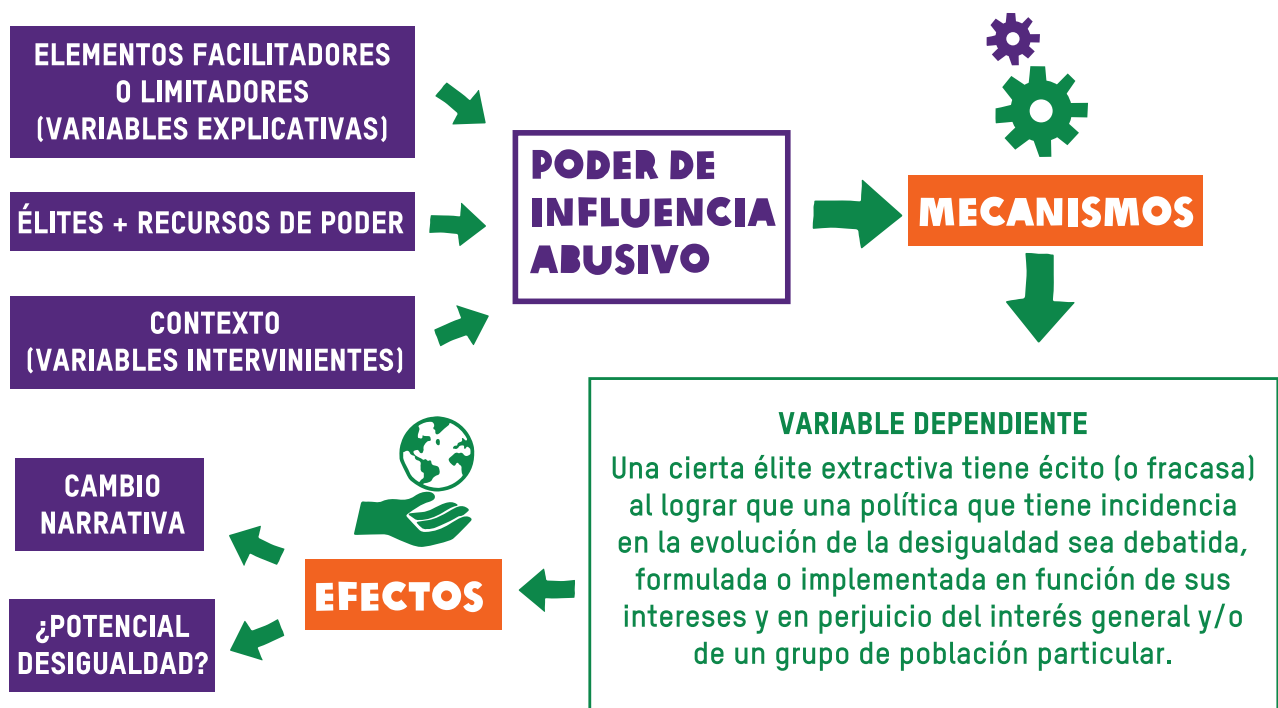 ELEMENTOS FACILITADORES
O LIMITADORES
(VARIABLES EXPLICATIVAS)
ÉLITES + RECURSOS DE PODER
CONTEXTO
(VARIABLES INTERVINIENTES)
PODER DE
INFLUENCIA
ABUSIVO
MECANISMOS
VARIABLE DEPENDIENTE
Una cierta élite extractiva tiene écito (o fracasa)
al lograr que una política que tiene incidencia
en la evolución de la desigualdad sea debatida,
formulada o implementada en función de sus
intereses y en perjuicio del interés general y/o
de un grupo de población particular.
EFECTOS
CAMBIO
NARRATIVA
¿POTENCIAL
DESIGUALDAD?